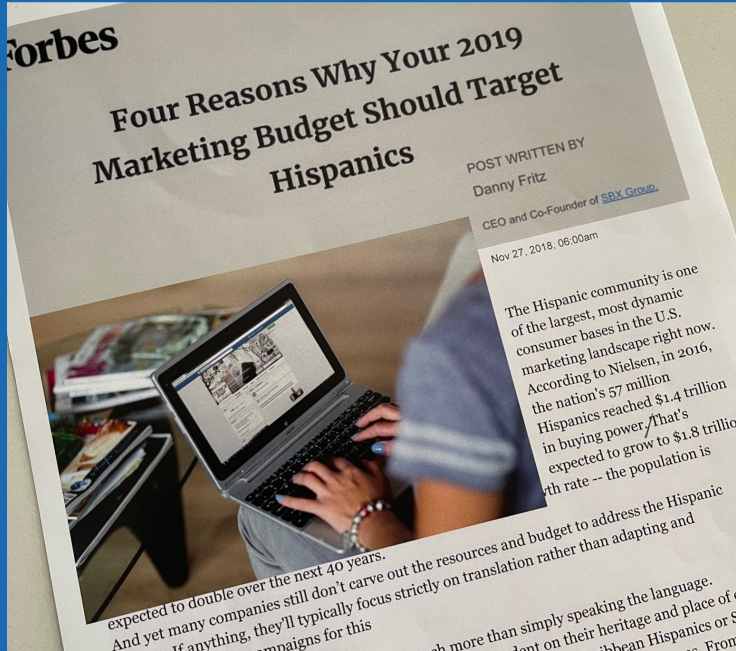 Forbes
Four Reasons Why Your 2019
Marketing Budget Should Target
Hispanics
POST WRITTEN BY
Danny Fritz
CEO and Co-Founder of SBX Group.
Nov 27, 2018, 06:00am
The Hispanic community is one
of the largest, most dynamic
consumer bases in the U.S.
marketing landscape right now.
According to Nielsen, in 2016,
the nation's 57 million
Hispanics reached $1.4 trillion
in buying power. That's
expected to grow to $1.8 trillio
th rate -- the population is
expected to double over the next 40 years.
And yet many companies still don't carve out the resources and budget to address the Hispanic
If anything, they'll typically focus strictly on translation rather than adapting and
mpaigns for this
ch more than simply speaking the language.
dent on their heritage and place of
ibbean Hispanics or S
From